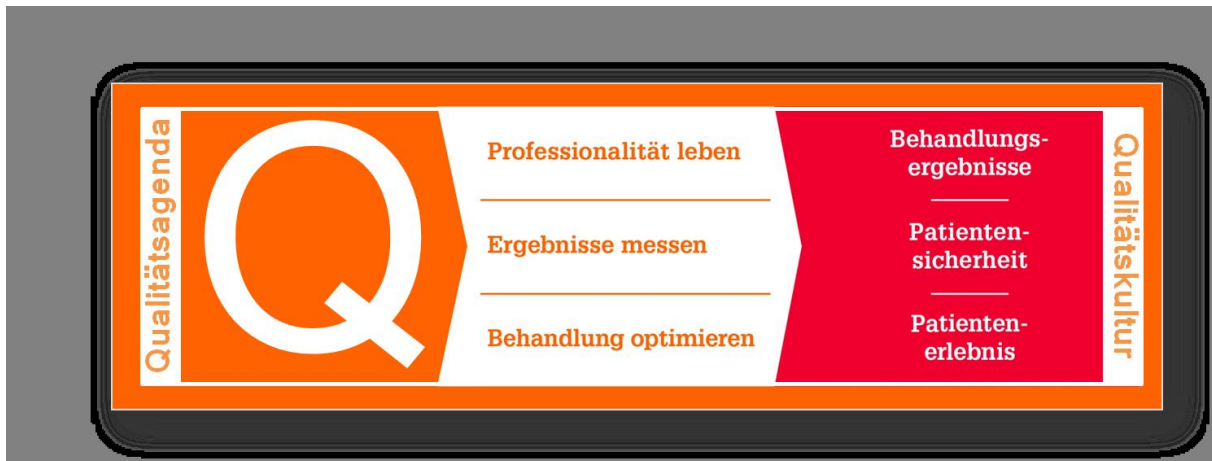 Qualitätsagenda
Q
Professionalität leben
Ergebnisse messen
Behandlung optimieren
Behandlungs-
ergebnisse
Patienten-
sicherheit
Patienten-
erlebnis
Qualitätskultur